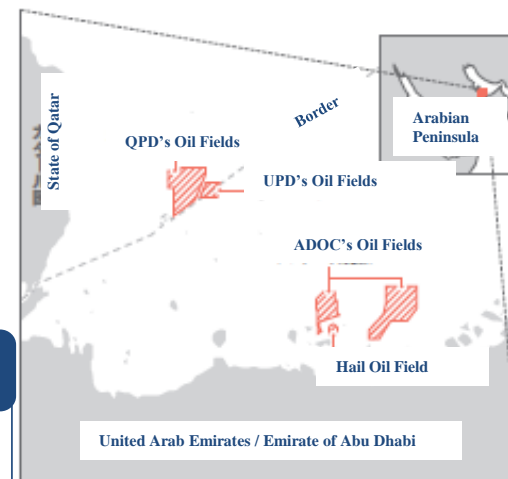 State of Qatar
Border
Arabian
Peninsula
QPD's Oil Fields
UPD's Oil Fields
ADOC's Oil Fields
Hail Oil Field
United Arab Emirates / Emirate of Abu Dhabi